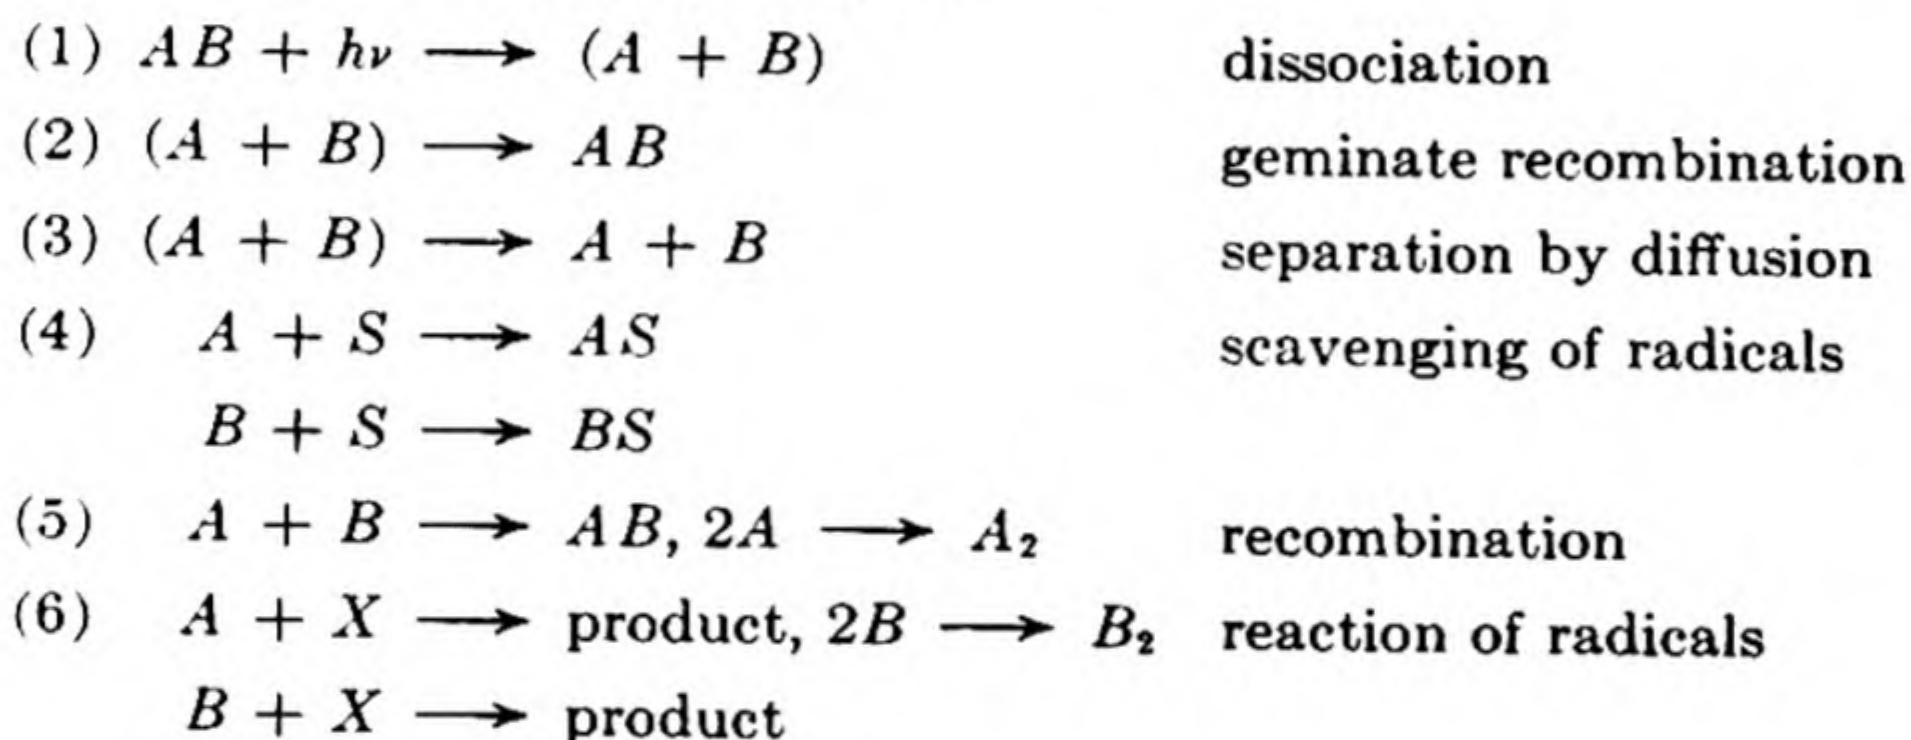 (1) AB + hν ⟶ (A + B) dissociation
(2) (A + B) ⟶ AB geminate recombination
(3) (A + B) ⟶ A + B separation by diffusion
(4) A + S ⟶ AS scavenging of radicals
B + S ⟶ BS
(5) A + B ⟶ AB, 2A ⟶ A₂ recombination
(6) A + X ⟶ product, 2B ⟶ B₂ reaction of radicals
B + X ⟶ product